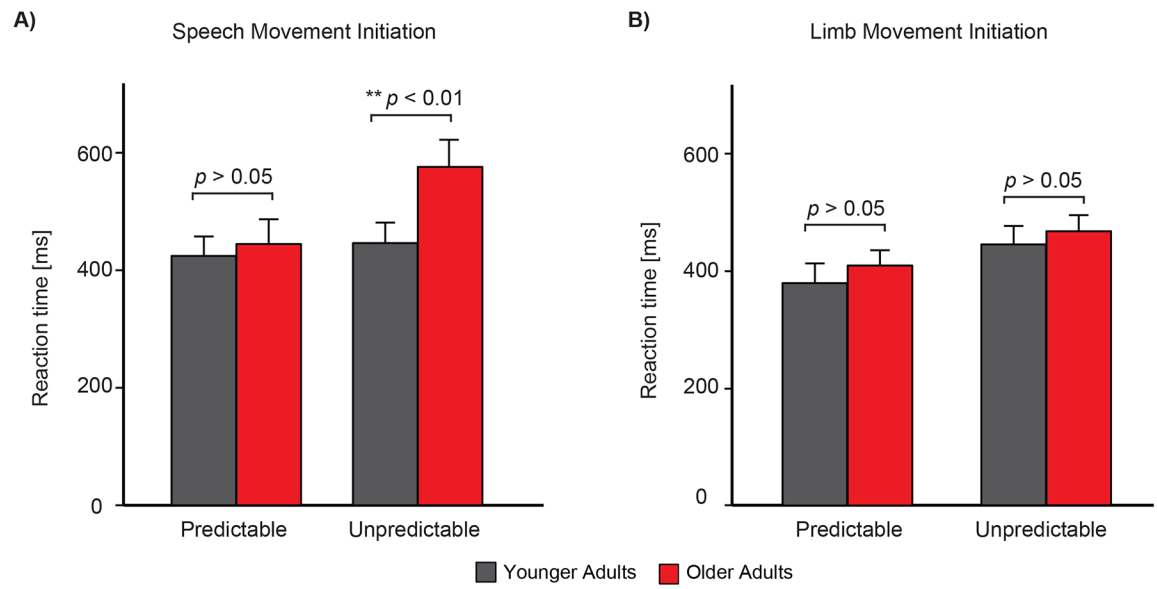 A)
Speech Movement Initiation
** p < 0.01
p > 0.05
600
400
200
0
Reaction time [ms]
Predictable
Unpredictable
B)
Limb Movement Initiation
p > 0.05
p > 0.05
600
400
200
0
Reaction time [ms]
Predictable
Unpredictable
Younger Adults
Older Adults